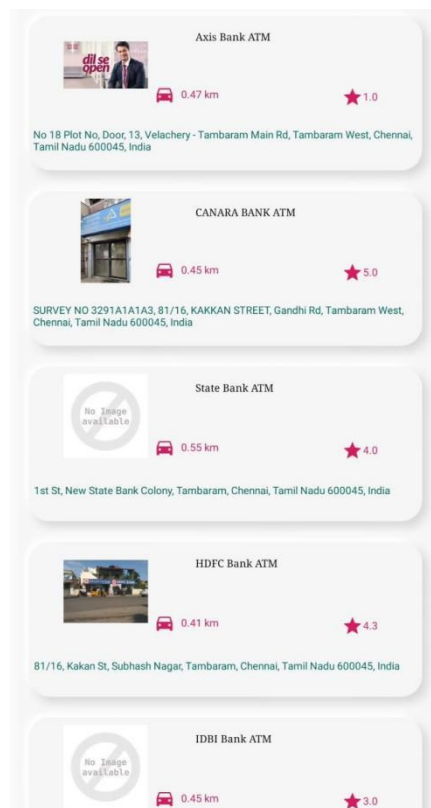 Axis Bank ATM
dil se
open
0.47 km
1.0
No 18 Plot No, Door, 13, Velachery - Tambaram Main Rd, Tambaram West, Chennai,
Tamil Nadu 600045, India
CANARA BANK ATM
0.45 km
5.0
SURVEY NO 3291A1A1A3, 81/16, KAKKAN STREET, Gandhi Rd, Tambaram West,
Chennai, Tamil Nadu 600045, India
State Bank ATM
No Image
available
0.55 km
4.0
1st St, New State Bank Colony, Tambaram, Chennai, Tamil Nadu 600045, India
HDFC Bank ATM
0.41 km
4.3
81/16, Kakan St, Subhash Nagar, Tambaram, Chennai, Tamil Nadu 600045, India
IDBI Bank ATM
No Image
available
0.45 km
3.0